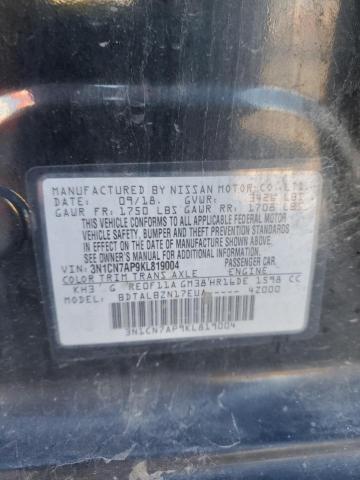 MANUFACTURED BY NISSAN MOTOR CO., LTD.
DATE: 09/18. GVWR: 3426 LBS
GAWR FR: 1750 LBS GAWR RR: 1708 LBS
THIS VEHICLE CONFORMS TO ALL APPLICABLE FEDERAL MOTOR
VEHICLE SAFETY, BUMPER AND THEFT PREVENTION STANDARDS
IN EFFECT ON THE DATE OF MANUFACTURE SHOWN ABOVE.
SEE OWNER'S MANUAL FOR ADDITIONAL INFORMATION
VIN: 3N1CN7AP9KL819004 PASSENGER CAR
COLOR TRIM TRANS AXLE ENGINE
KH3 G RE0F11A GM38 HR16DE 1598 CC
MODEL: BDTALBZN17EUA ----- 42000
3N1CN7AP9KL819004